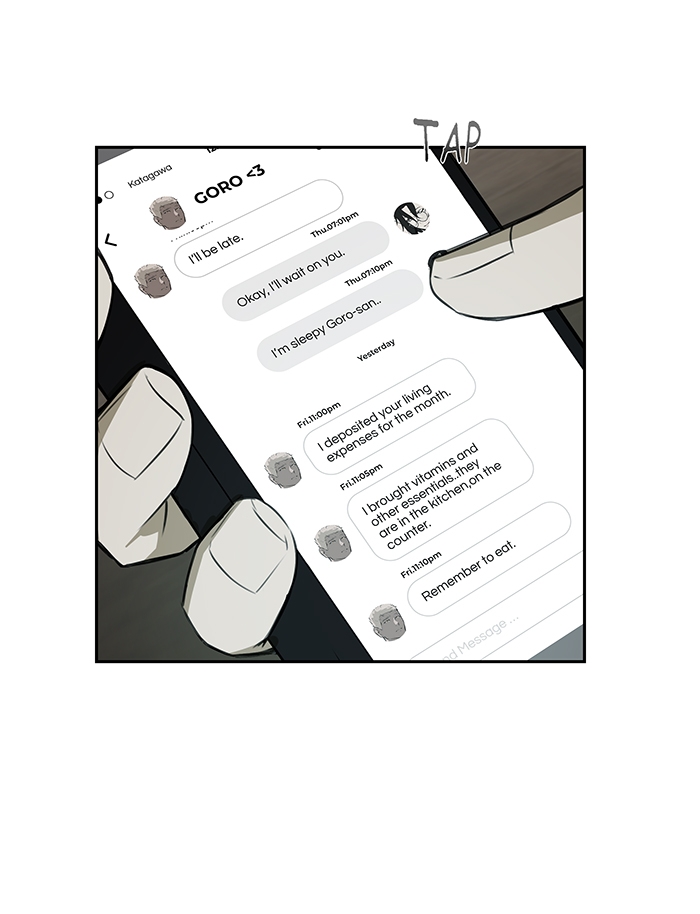 TAP
Katagawa
GORO <3
I'll be late.
Thu.07:01pm
Okay, I'll wait on you.
Thu.07:10pm
I'm sleepy Goro-san..
Yesterday
Fri.11:00pm
I deposited your living
expenses for the month.
Fri.11:05pm
I brought vitamins and
other essentials..they
are in the kitchen,on the
counter.
Fri.11:10pm
Remember to eat.
Message ...